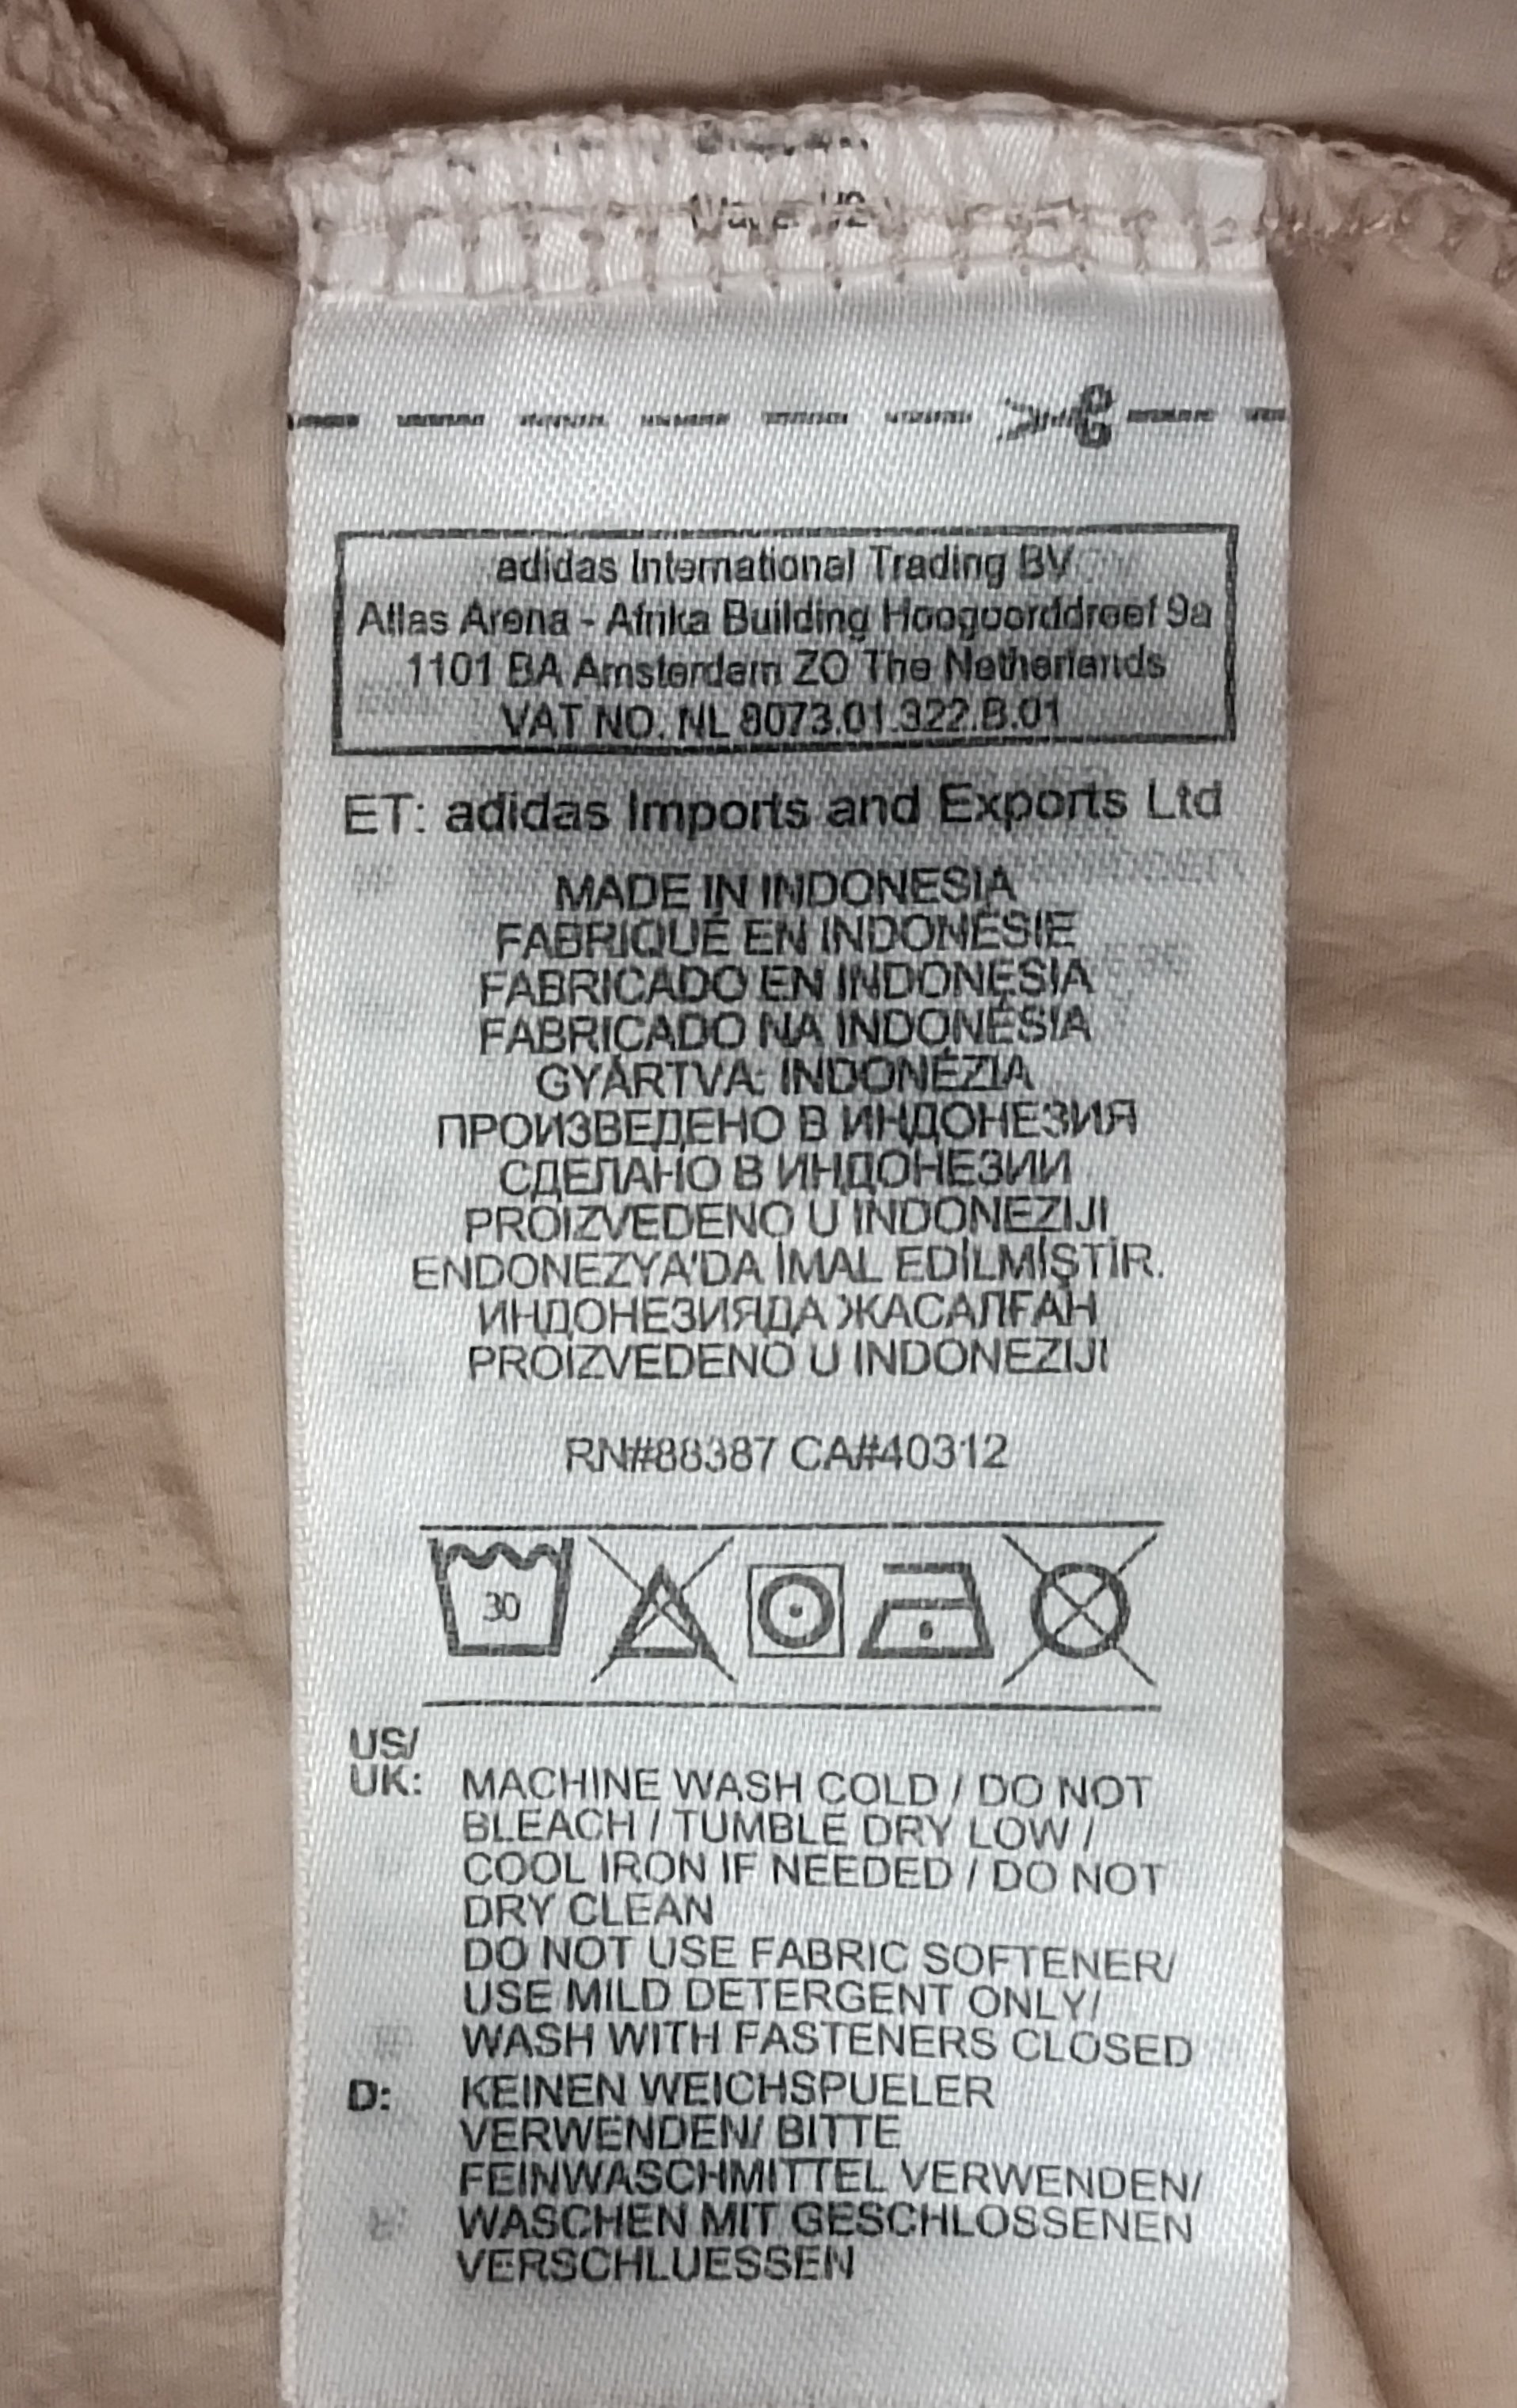 adidas International Trading BV
Atlas Arena - Afrika Building Hoogoorddreef 9a
1101 BA Amsterdam ZO The Netherlands
VAT NO. NL 8073.01.322.B.01
ET: adidas Imports and Exports Ltd
MADE IN INDONESIA
FABRIQUÉ EN INDONÉSIE
FABRICADO EN INDONESIA
FABRICADO NA INDONÉSIA
GYÁRTVA: INDONÉZIA
ПРОИЗВЕДЕНО В ИНДОНЕЗИЯ
СДЕЛАНО В ИНДОНЕЗИИ
PROIZVEDENO U INDONEZIJI
ENDONEZYA'DA İMAL EDİLMİŞTİR.
ИНДОНЕЗИЯДА ЖАСАЛҒАН
PROIZVEDENO U INDONEZIJI
RN#88387 CA#40312
30
US/
UK: MACHINE WASH COLD / DO NOT
BLEACH / TUMBLE DRY LOW /
COOL IRON IF NEEDED / DO NOT
DRY CLEAN
DO NOT USE FABRIC SOFTENER/
USE MILD DETERGENT ONLY/
WASH WITH FASTENERS CLOSED
D: KEINEN WEICHSPUELER
VERWENDEN/ BITTE
FEINWASCHMITTEL VERWENDEN/
WASCHEN MIT GESCHLOSSENEN
VERSCHLUESSEN